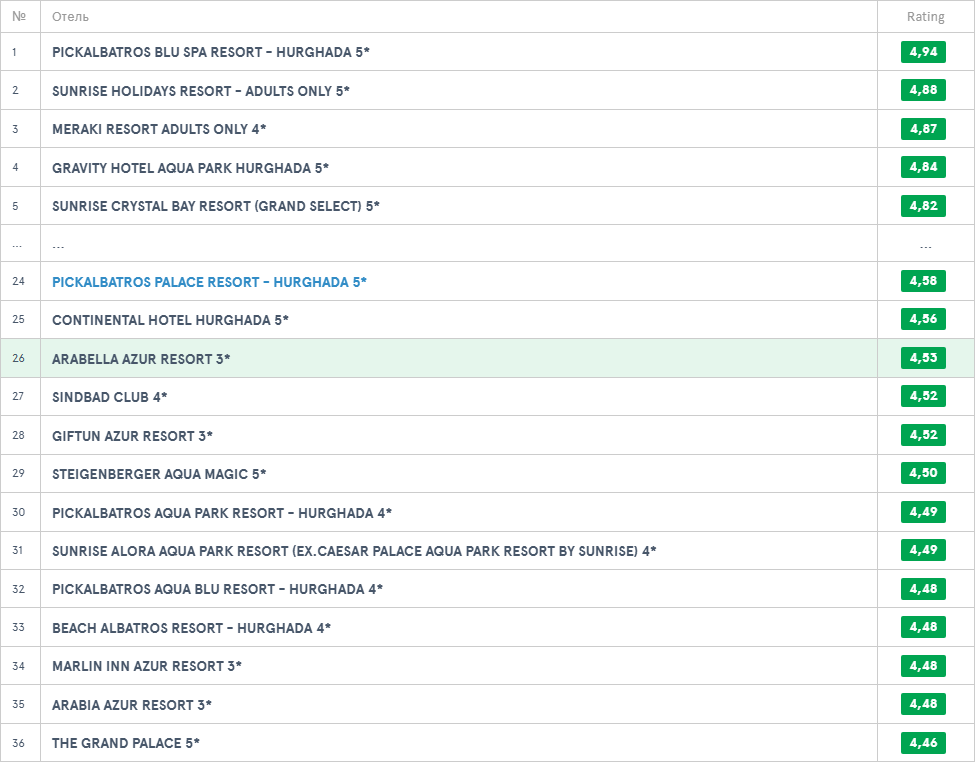 № Отель Rating
1 PICKALBATROS BLU SPA RESORT – HURGHADA 5* 4,94
2 SUNRISE HOLIDAYS RESORT – ADULTS ONLY 5* 4,88
3 MERAKI RESORT ADULTS ONLY 4* 4,87
4 GRAVITY HOTEL AQUA PARK HURGHADA 5* 4,84
5 SUNRISE CRYSTAL BAY RESORT (GRAND SELECT) 5* 4,82
... ... ...
24 PICKALBATROS PALACE RESORT – HURGHADA 5* 4,58
25 CONTINENTAL HOTEL HURGHADA 5* 4,56
26 ARABELLA AZUR RESORT 3* 4,53
27 SINDBAD CLUB 4* 4,52
28 GIFTUN AZUR RESORT 3* 4,52
29 STEIGENBERGER AQUA MAGIC 5* 4,50
30 PICKALBATROS AQUA PARK RESORT – HURGHADA 4* 4,49
31 SUNRISE ALORA AQUA PARK RESORT (EX.CAESAR PALACE AQUA PARK RESORT BY SUNRISE) 4* 4,49
32 PICKALBATROS AQUA BLU RESORT – HURGHADA 4* 4,48
33 BEACH ALBATROS RESORT – HURGHADA 4* 4,48
34 MARLIN INN AZUR RESORT 3* 4,48
35 ARABIA AZUR RESORT 3* 4,48
36 THE GRAND PALACE 5* 4,46